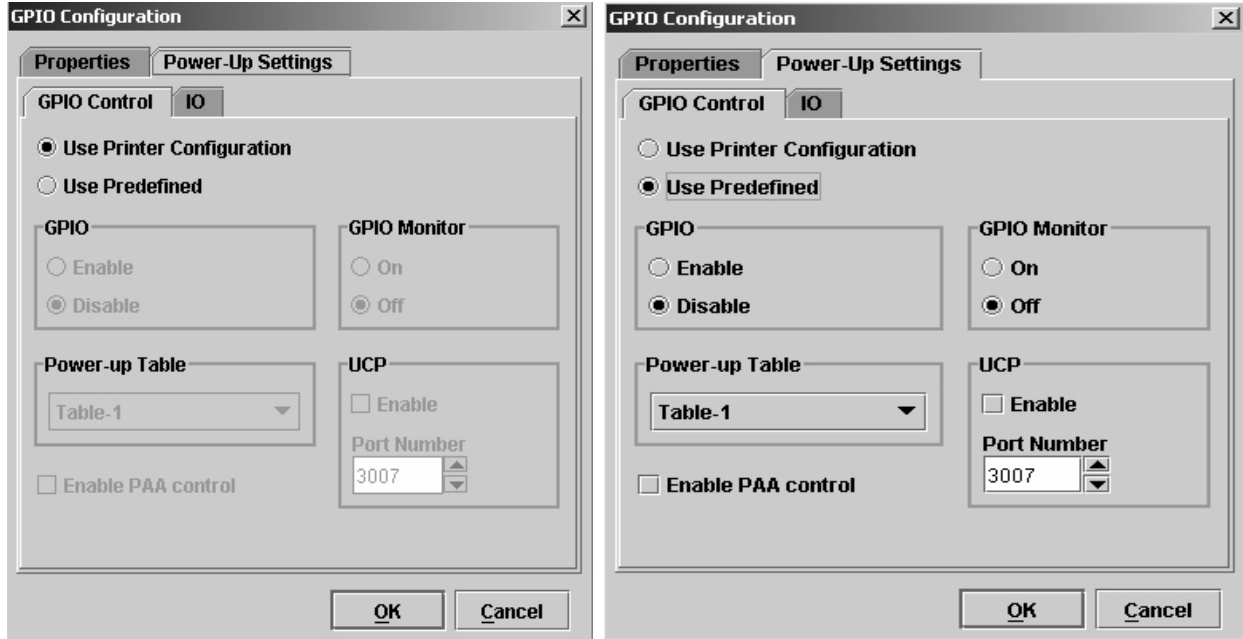 GPIO Configuration
Properties Power-Up Settings
GPIO Control IO
Use Printer Configuration
Use Predefined
GPIO GPIO Monitor
Enable On
Disable Off
Power-up Table UCP
Table-1 Enable
Port Number
3007
Enable PAA control
OK Cancel
GPIO Configuration
Properties Power-Up Settings
GPIO Control IO
Use Printer Configuration
Use Predefined
GPIO GPIO Monitor
Enable On
Disable Off
Power-up Table UCP
Table-1 Enable
Port Number
3007
Enable PAA control
OK Cancel